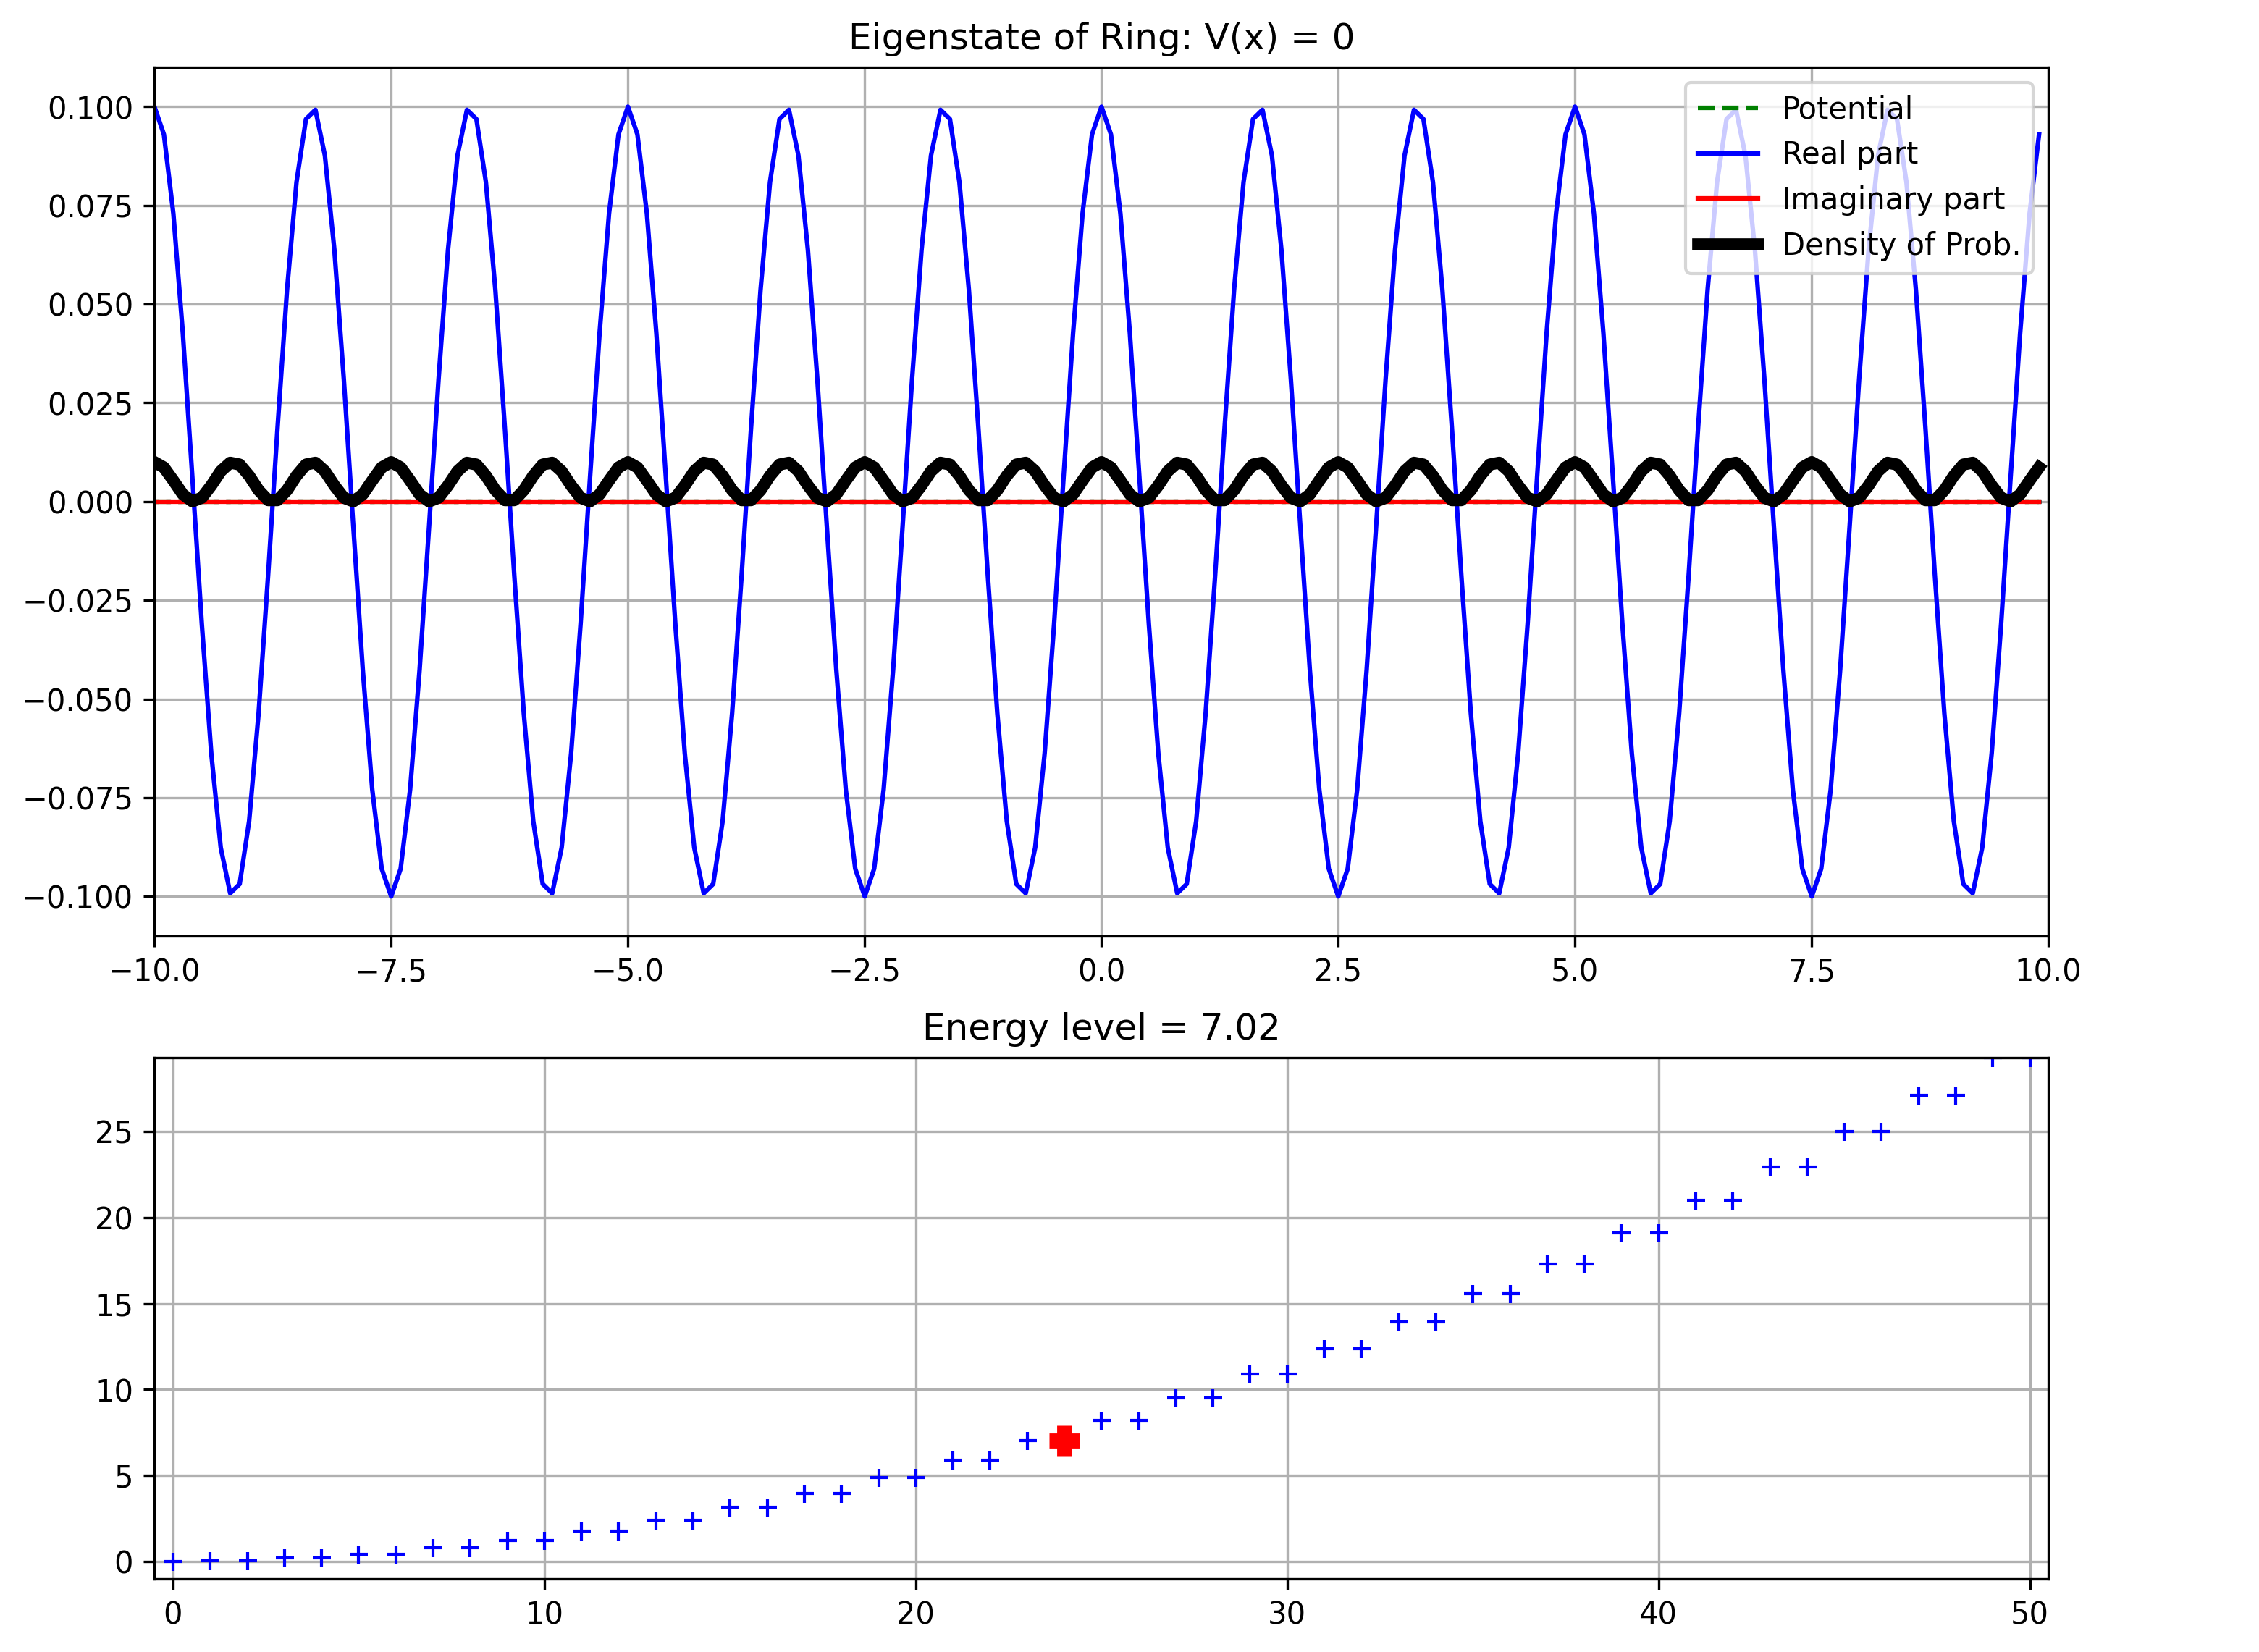 Eigenstate of Ring: V(x) = 0
0.100
0.075
0.050
0.025
0.000
−0.025
−0.050
−0.075
−0.100
Potential
Real part
Imaginary part
Density of Prob.
−10.0 −7.5 −5.0 −2.5 0.0 2.5 5.0 7.5 10.0
Energy level = 7.02
25
20
15
10
5
0
0 10 20 30 40 50